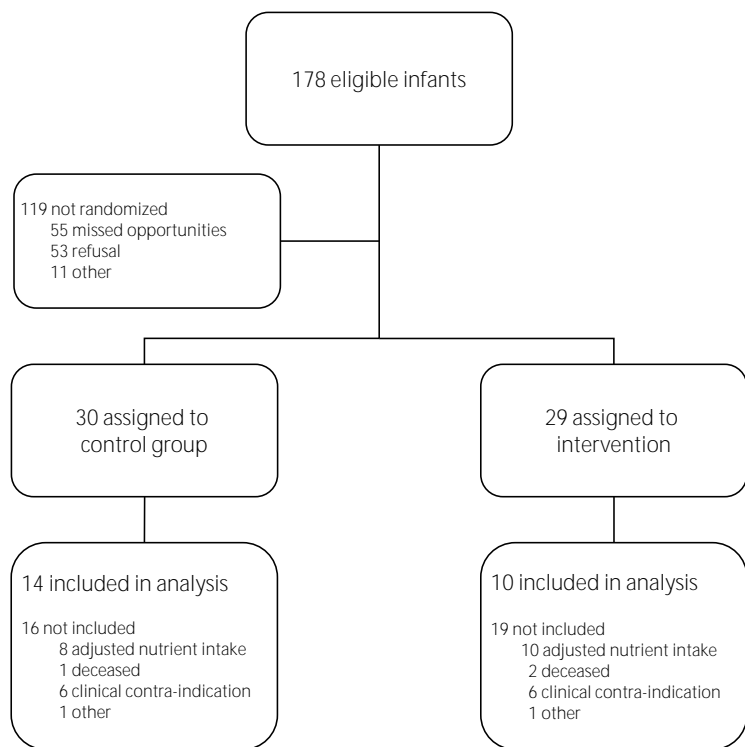 178 eligible infants
119 not randomized
55 missed opportunities
53 refusal
11 other
30 assigned to
control group
29 assigned to
intervention
14 included in analysis
16 not included
8 adjusted nutrient intake
1 deceased
6 clinical contra-indication
1 other
10 included in analysis
19 not included
10 adjusted nutrient intake
2 deceased
6 clinical contra-indication
1 other